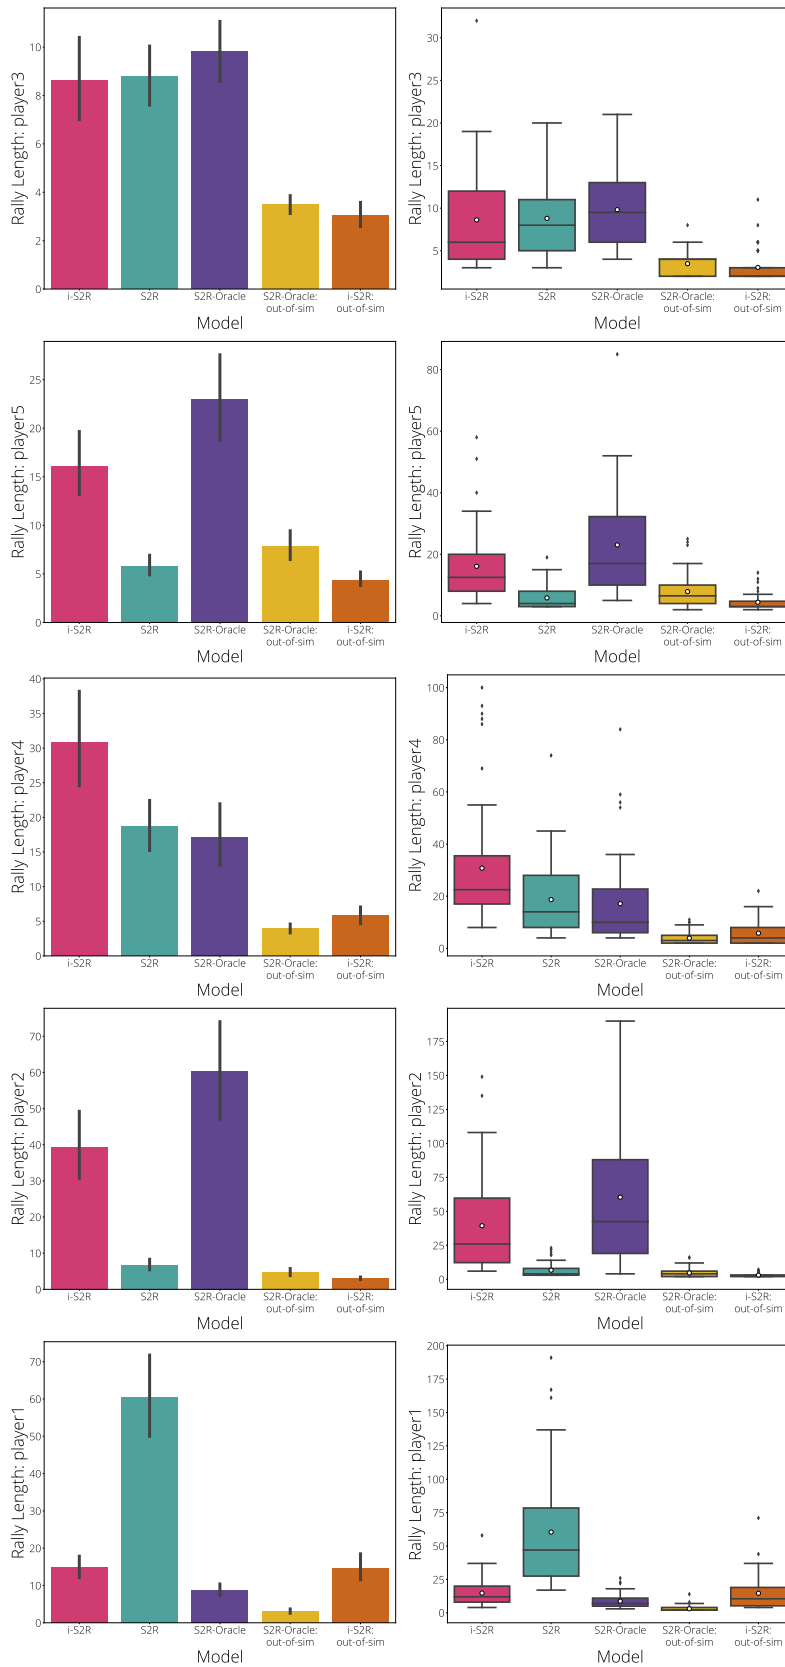 Rally Length: player3
10
8
6
4
2
0
i-S2R
S2R
S2R-Oracle
S2R-Oracle:
out-of-sim
i-S2R:
out-of-sim
Model
Rally Length: player3
30
25
20
15
10
5
i-S2R
S2R
S2R-Oracle
S2R-Oracle:
out-of-sim
i-S2R:
out-of-sim
Model
Rally Length: player5
25
20
15
10
5
0
i-S2R
S2R
S2R-Oracle
S2R-Oracle:
out-of-sim
i-S2R:
out-of-sim
Model
Rally Length: player5
80
60
40
20
0
i-S2R
S2R
S2R-Oracle
S2R-Oracle:
out-of-sim
i-S2R:
out-of-sim
Model
Rally Length: player4
40
35
30
25
20
15
10
5
0
i-S2R
S2R
S2R-Oracle
S2R-Oracle:
out-of-sim
i-S2R:
out-of-sim
Model
Rally Length: player4
100
80
60
40
20
0
i-S2R
S2R
S2R-Oracle
S2R-Oracle:
out-of-sim
i-S2R:
out-of-sim
Model
Rally Length: player2
70
60
50
40
30
20
10
0
i-S2R
S2R
S2R-Oracle
S2R-Oracle:
out-of-sim
i-S2R:
out-of-sim
Model
Rally Length: player2
175
150
125
100
75
50
25
0
i-S2R
S2R
S2R-Oracle
S2R-Oracle:
out-of-sim
i-S2R:
out-of-sim
Model
Rally Length: player1
70
60
50
40
30
20
10
0
i-S2R
S2R
S2R-Oracle
S2R-Oracle:
out-of-sim
i-S2R:
out-of-sim
Model
Rally Length: player1
200
175
150
125
100
75
50
25
0
i-S2R
S2R
S2R-Oracle
S2R-Oracle:
out-of-sim
i-S2R:
out-of-sim
Model